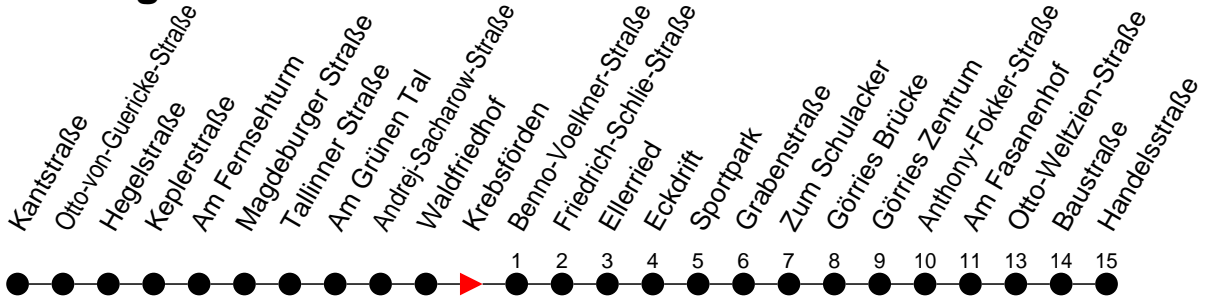 Kantstraße
Otto-von-Guericke-Straße
Hegelstraße
Keplerstraße
Am Fernsehturm
Magdeburger Straße
Tallinner Straße
Am Grünen Tal
Andrej-Sacharow-Straße
Waldfriedhof
Krebsförden
Benno-Voelkner-Straße
Friedrich-Schlie-Straße
Ellerried
Eckdrift
Sportpark
Grabenstraße
Zum Schulacker
Görries Brücke
Görries Zentrum
Anthony-Fokker-Straße
Am Fasanenhof
Otto-Weltzien-Straße
Baustraße
Handelsstraße
1 2 3 4 5 6 7 8 9 10 11 13 14 15